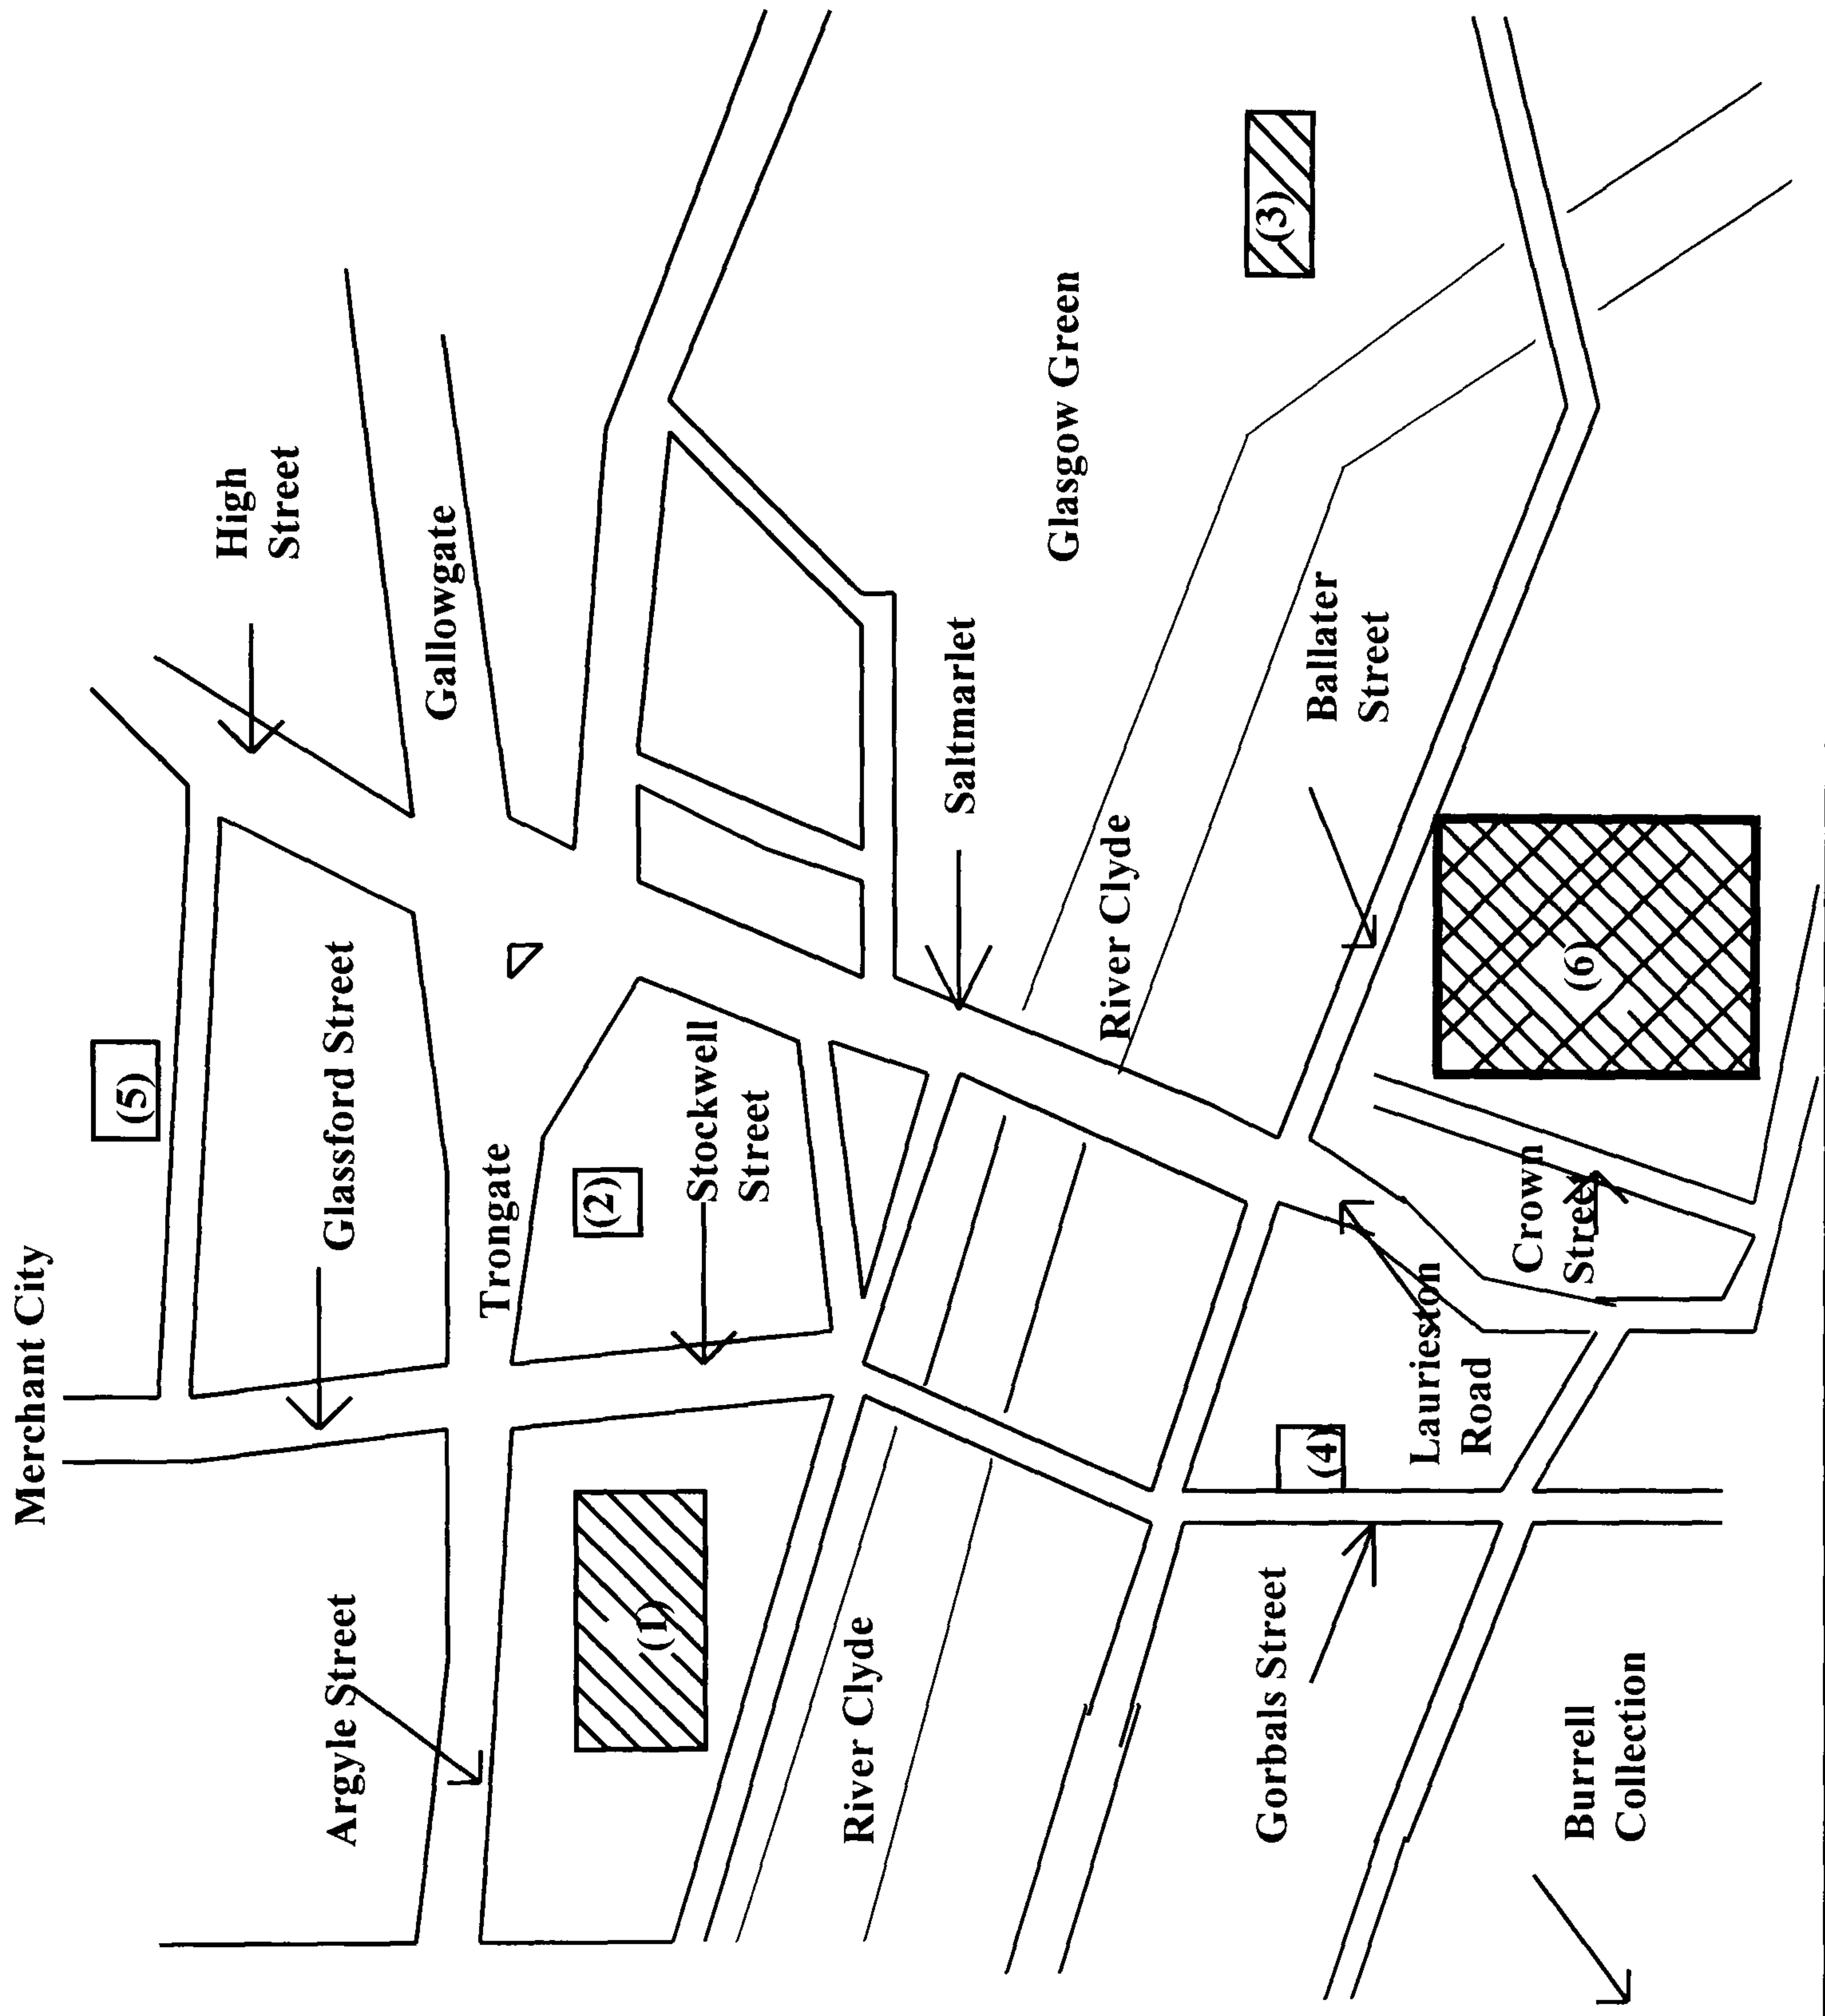 Merchant City
(5)
High
Street
Glassford Street
Argyle Street
Gallowgate
Trongate
(2)
Stockwell
Street
(1)
Saltmarlet
Glasgow Green
River Clyde
River Clyde
(3)
Ballater
Street
(4)
Gorbals Street
Laurieston
Road
Crown
Street
(6)
Burrell
Collection